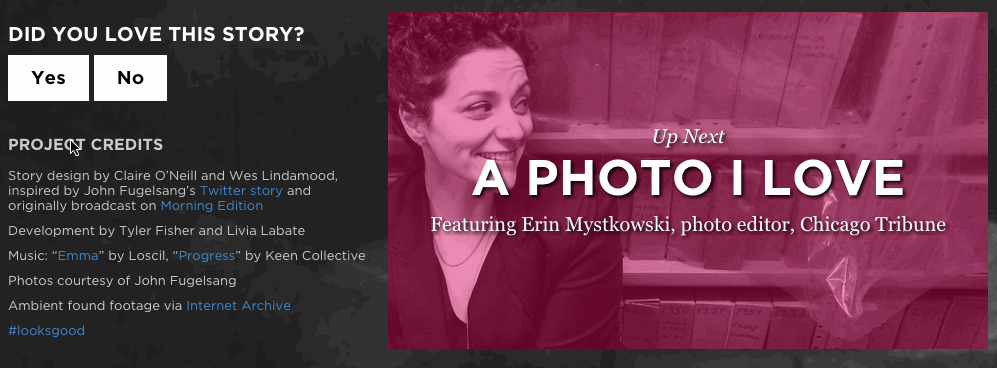 DID YOU LOVE THIS STORY?
Yes
No
PROJECT CREDITS
Story design by Claire O’Neill and Wes Lindamood,
inspired by John Fugelsang’s Twitter story and
originally broadcast on Morning Edition
Development by Tyler Fisher and Livia Labate
Music: “Emma” by Loscil, “Progress” by Keen Collective
Photos courtesy of John Fugelsang
Ambient found footage via Internet Archive
#looksgood
Up Next
A PHOTO I LOVE
Featuring Erin Mystkowski, photo editor, Chicago Tribune